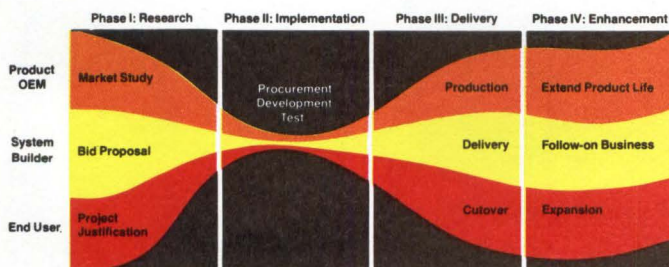 Phase I: Research
Phase II: Implementation
Phase III: Delivery
Phase IV: Enhancement
Product
OEM
Market Study
Procurement
Development
Test
Production
Extend Product Life
System
Builder
Bid Proposal
Delivery
Follow-on Business
End User
Project
Justification
Cutover
Expansion